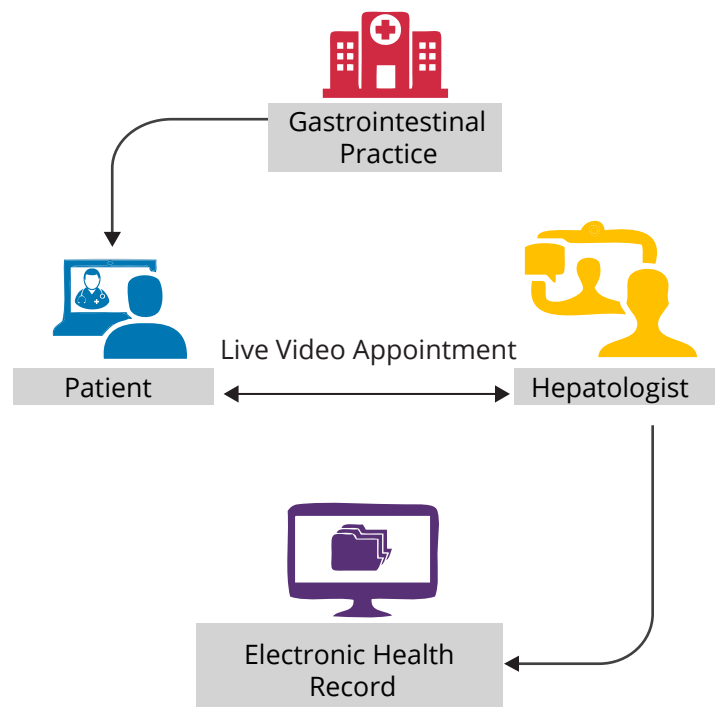 Gastrointestinal
Practice
Live Video Appointment
Patient
Hepatologist
Electronic Health
Record